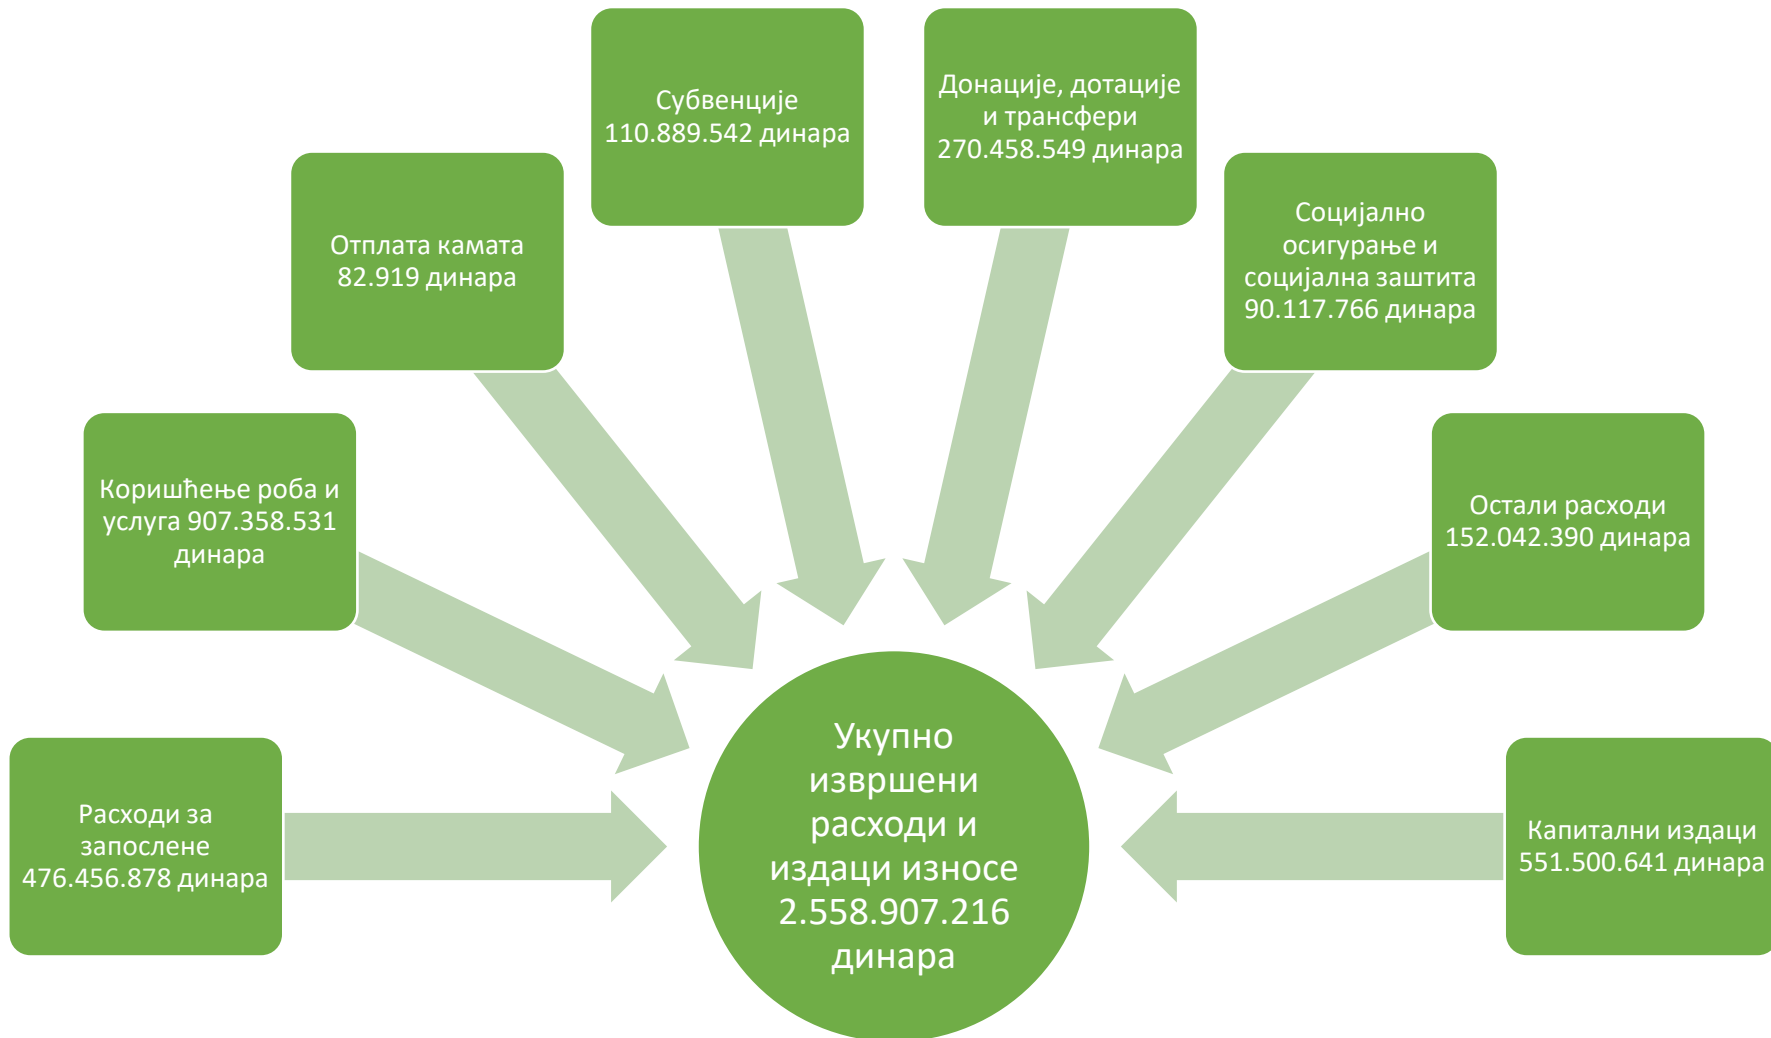 Субвенције
110.889.542 динара
Донације, дотације
и трансфери
270.458.549 динара
Отплата камата
82.919 динара
Социјално
осигурање и
социјална заштита
90.117.766 динара
Коришћење роба и
услуга 907.358.531
динара
Остали расходи
152.042.390 динара
Расходи за
запослене
476.456.878 динара
Укупно
извршени
расходи и
издаци износе
2.558.907.216
динара
Капитални издаци
551.500.641 динара